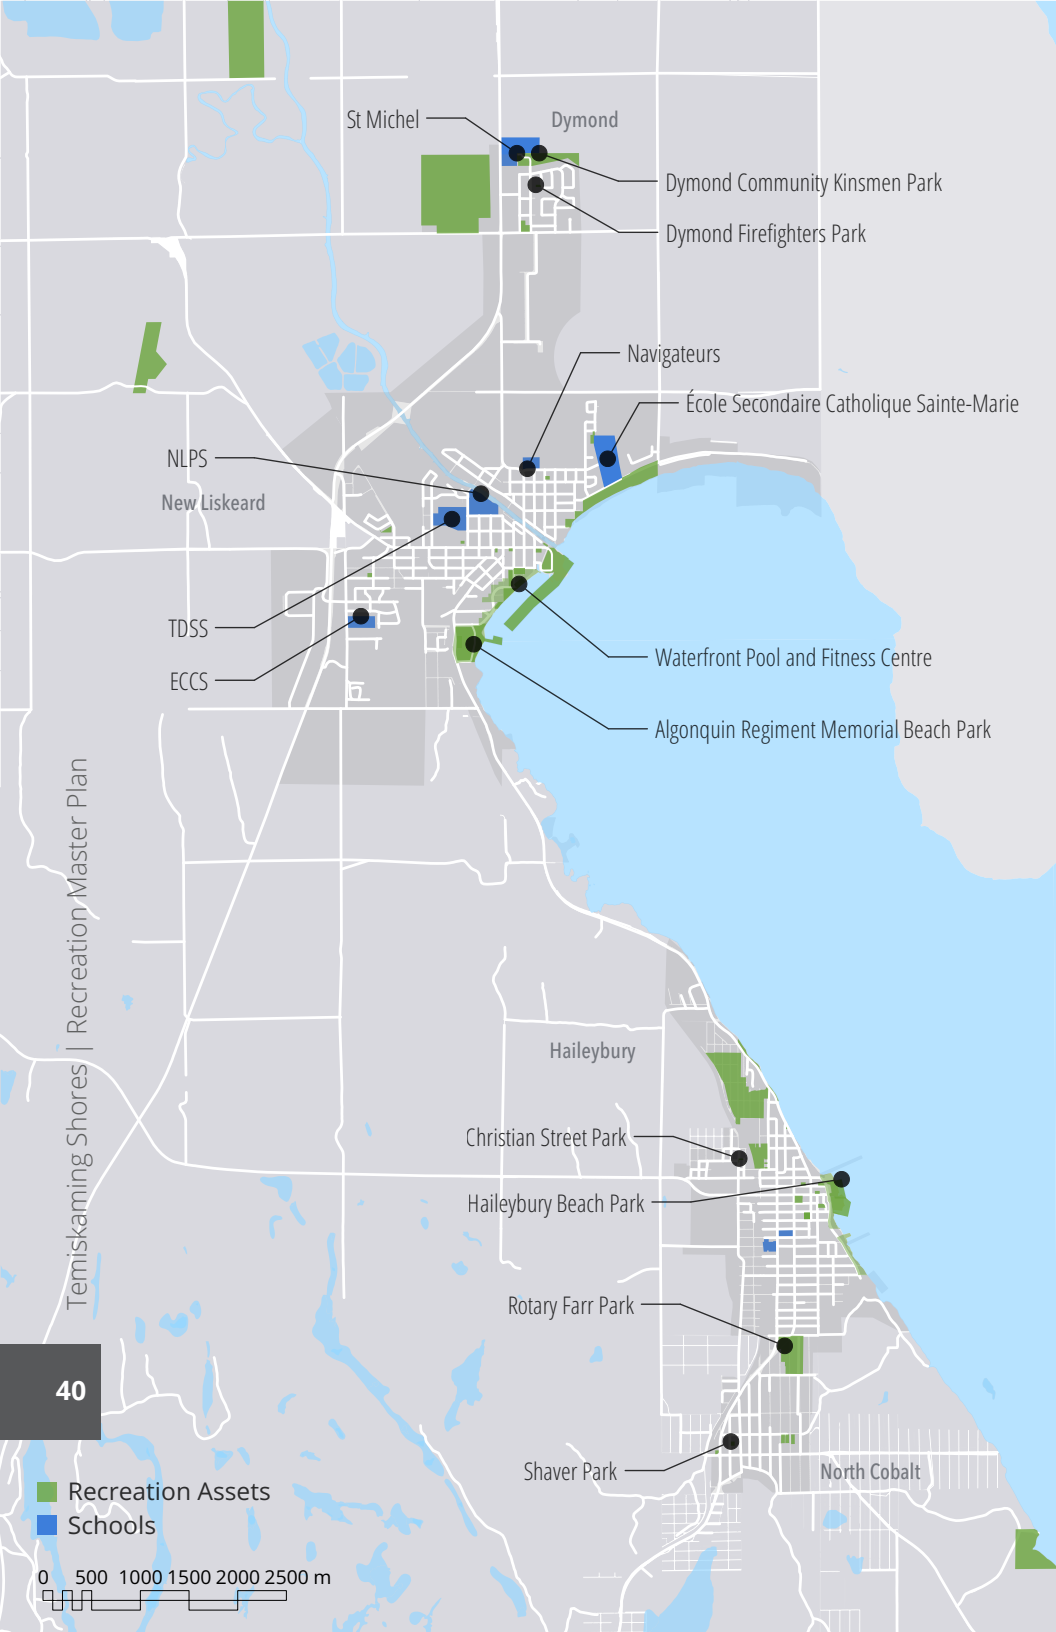 St Michel
Dymond
Dymond Community Kinsmen Park
Dymond Firefighters Park
Navigateurs
École Secondaire Catholique Sainte-Marie
NLPS
New Liskeard
TDSS
ECCS
Waterfront Pool and Fitness Centre
Algonquin Regiment Memorial Beach Park
Temiskaming Shores | Recreation Master Plan
Haileybury
Christian Street Park
Haileybury Beach Park
Rotary Farr Park
40
Shaver Park
North Cobalt
Recreation Assets
Schools
0 500 1000 1500 2000 2500 m